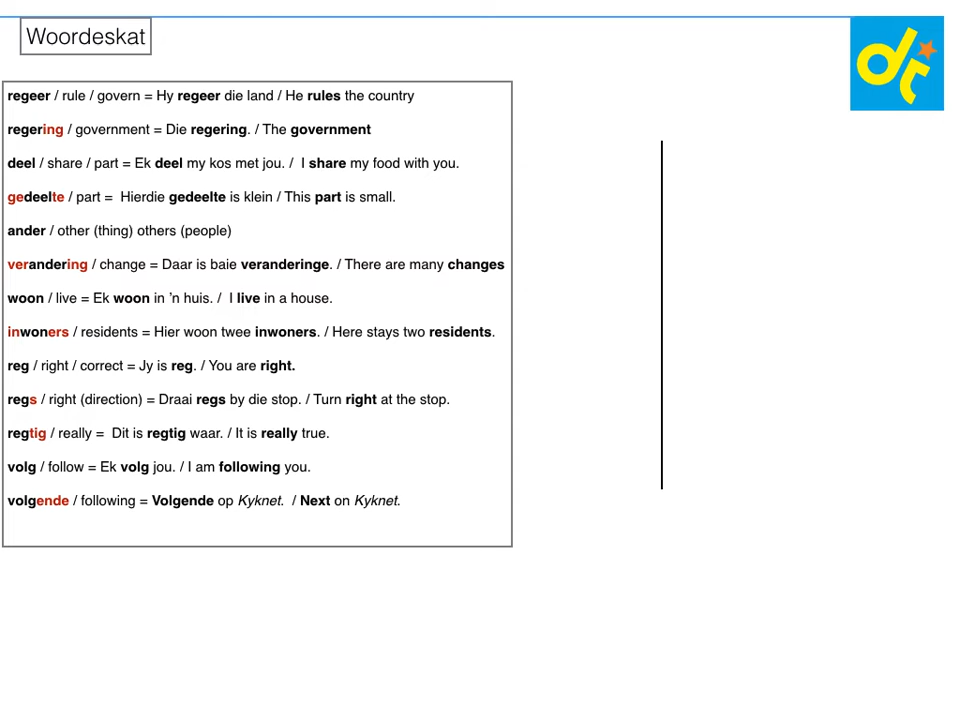 Woordeskat
regeer / rule / govern = Hy regeer die land / He rules the country
regering / government = Die regering. / The government
deel / share / part = Ek deel my kos met jou. / I share my food with you.
gedeelte / part = Hierdie gedeelte is klein / This part is small.
ander / other (thing) others (people)
verandering / change = Daar is baie veranderinge. / There are many changes
woon / live = Ek woon in 'n huis. / I live in a house.
inwoners / residents = Hier woon twee inwoners. / Here stays two residents.
reg / right / correct = Jy is reg. / You are right.
regs / right (direction) = Draai regs by die stop. / Turn right at the stop.
regtig / really = Dit is regtig waar. / It is really true.
volg / follow = Ek volg jou. / I am following you.
volgende / following = Volgende op Kyknet. / Next on Kyknet.